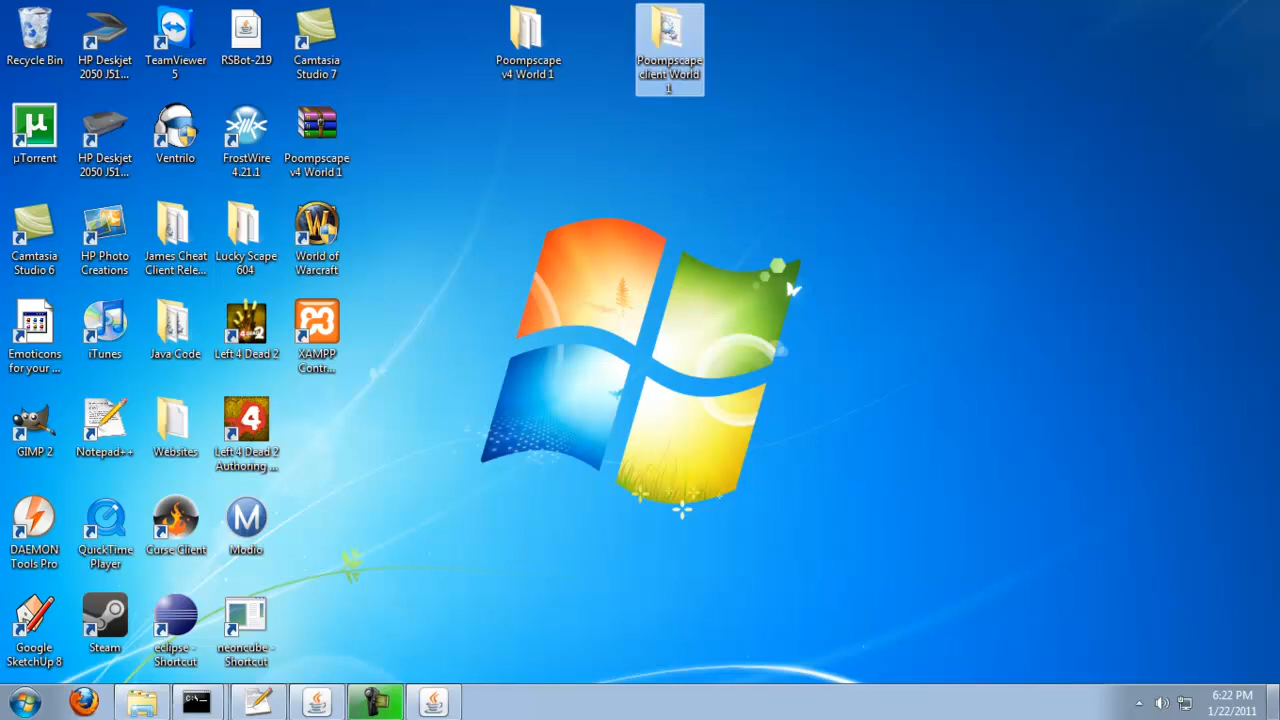 Recycle Bin
HP Deskjet
2050 J51...
TeamViewer
5
RSBot-219
Camtasia
Studio 7
Poompscape
v4 World 1
Poompscape
client World
1
µTorrent
HP Deskjet
2050 J51...
Ventrilo
FrostWire
4.21.1
Poompscape
v4 World 1
Camtasia
Studio 6
HP Photo
Creations
James Cheat
Client Rele...
Lucky Scape
604
World of
Warcraft
Emoticons
for your ...
iTunes
Java Code
Left 4 Dead 2
XAMPP
Contr...
GIMP 2
Notepad++
Websites
Left 4 Dead 2
Authoring ...
DAEMON
Tools Pro
QuickTime
Player
Curse Client
Modio
Google
SketchUp 8
Steam
eclipse -
Shortcut
neoncube -
Shortcut
6:22 PM
1/22/2011